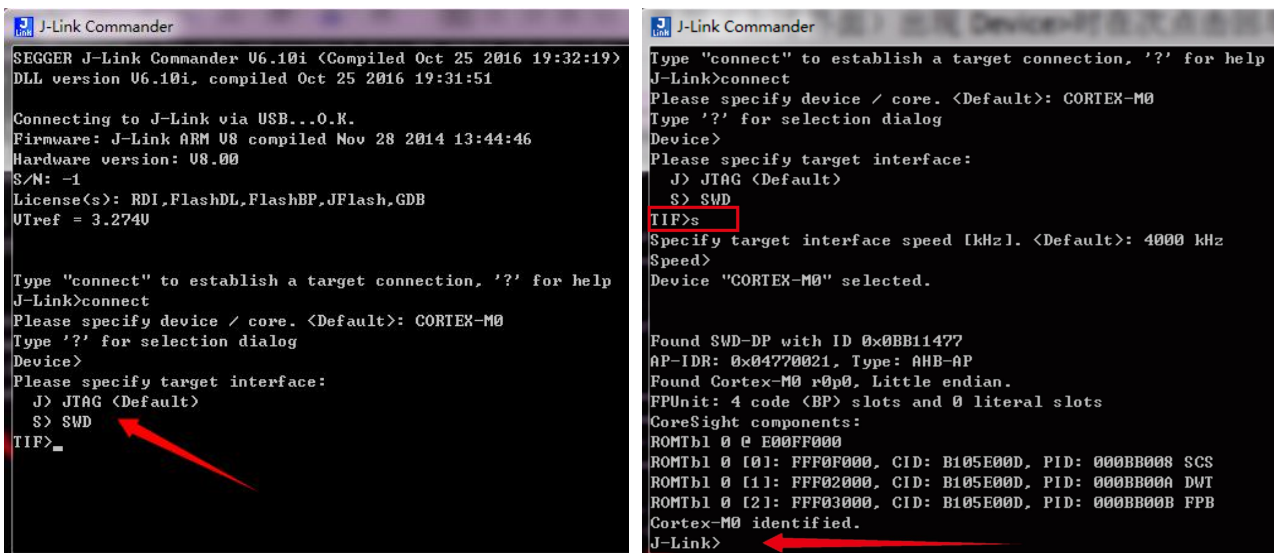 J-Link Commander
SEGGER J-Link Commander V6.10i (Compiled Oct 25 2016 19:32:19)
DLL version V6.10i, compiled Oct 25 2016 19:31:51
Connecting to J-Link via USB...O.K.
Firmware: J-Link ARM V8 compiled Nov 28 2014 13:44:46
Hardware version: V8.00
S/N: -1
License(s): RDI,FlashDL,FlashBP,JFlash,GDB
VTref = 3.274V
Type "connect" to establish a target connection, '?' for help
J-Link>connect
Please specify device / core. <Default>: CORTEX-M0
Type '?' for selection dialog
Device>
Please specify target interface:
J) JTAG (Default)
S) SWD
TIF>_
J-Link Commander
Type "connect" to establish a target connection, '?' for help
J-Link>connect
Please specify device / core. <Default>: CORTEX-M0
Type '?' for selection dialog
Device>
Please specify target interface:
J) JTAG (Default)
S) SWD
TIF>s
Specify target interface speed [kHz]. <Default>: 4000 kHz
Speed>
Device "CORTEX-M0" selected.
Found SWD-DP with ID 0x0BB11477
AP-IDR: 0x04770021, Type: AHB-AP
Found Cortex-M0 r0p0, Little endian.
FPUnit: 4 code (BP) slots and 0 literal slots
CoreSight components:
ROMTbl 0 @ E00FF000
ROMTbl 0 [0]: FFF0F000, CID: B105E00D, PID: 000BB008 SCS
ROMTbl 0 [1]: FFF02000, CID: B105E00D, PID: 000BB00A DWT
ROMTbl 0 [2]: FFF03000, CID: B105E00D, PID: 000BB00B FPB
Cortex-M0 identified.
J-Link>